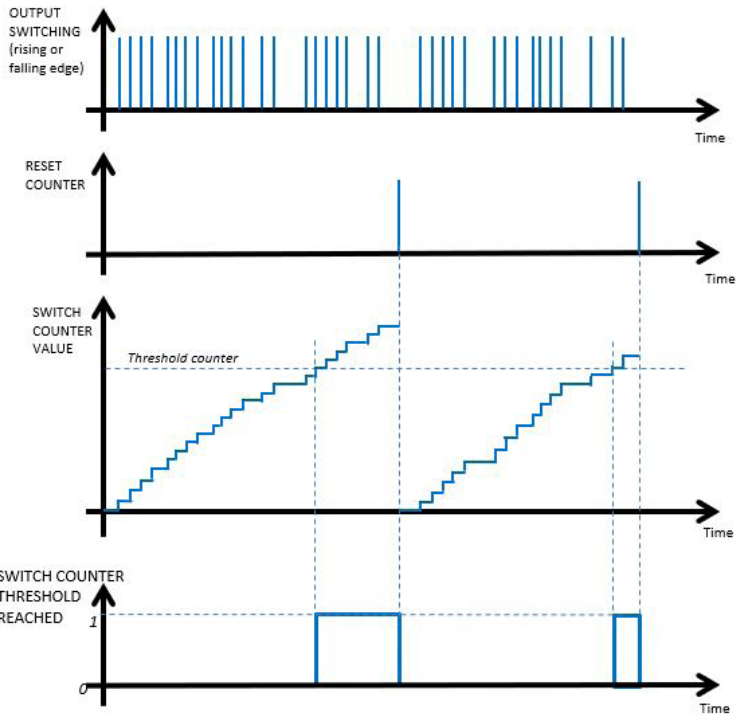 OUTPUT
SWITCHING
(rising or
falling edge)
Time
RESET
COUNTER
Time
SWITCH
COUNTER
VALUE
Threshold counter
Time
SWITCH COUNTER
THRESHOLD
REACHED
1
0
Time